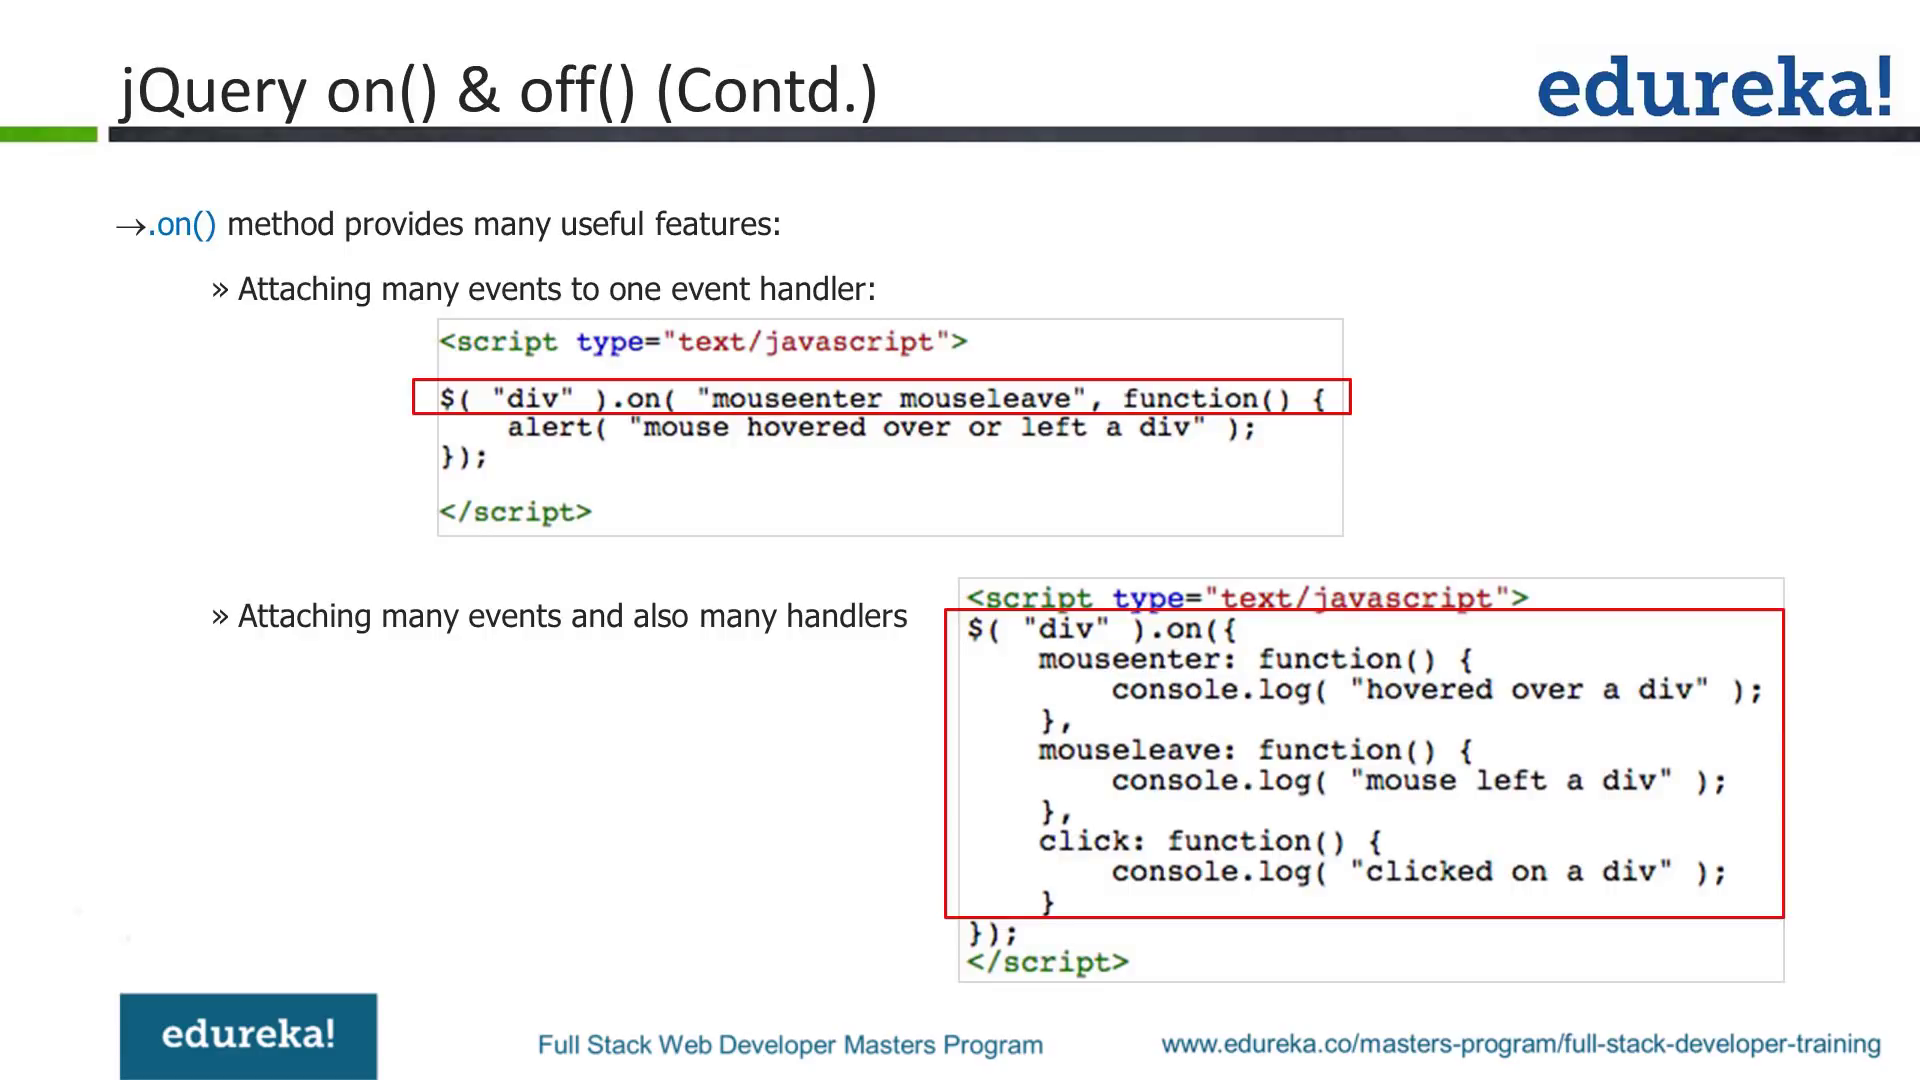 jQuery on() & off() (Contd.)
edureka!
→.on() method provides many useful features:
» Attaching many events to one event handler:
<script type="text/javascript">
$( "div" ).on( "mouseenter mouseleave", function() {
    alert( "mouse hovered over or left a div" );
});
</script>
» Attaching many events and also many handlers
<script type="text/javascript">
$( "div" ).on({
    mouseenter: function() {
        console.log( "hovered over a div" );
    },
    mouseleave: function() {
        console.log( "mouse left a div" );
    },
    click: function() {
        console.log( "clicked on a div" );
    }
});
</script>
edureka!
Full Stack Web Developer Masters Program
www.edureka.co/masters-program/full-stack-developer-training